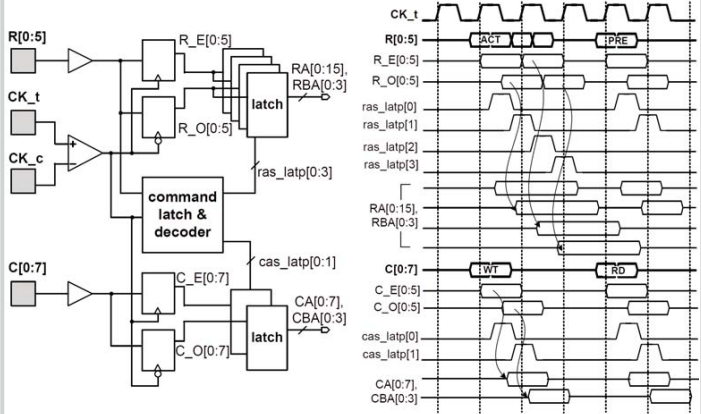 R[0:5]
R_E[0:5]
R_O[0:5]
latch
RA[0:15],
RBA[0:3]
CK_t
+
−
CK_c
ras_latp[0:3]
command
latch &
decoder
cas_latp[0:1]
C[0:7]
C_E[0:7]
C_O[0:7]
latch
CA[0:7],
CBA[0:3]
CK_t
R[0:5]
ACT
PRE
R_E[0:5]
R_O[0:5]
ras_latp[0]
ras_latp[1]
ras_latp[2]
ras_latp[3]
RA[0:15],
RBA[0:3]
C[0:7]
WT
RD
C_E[0:5]
C_O[0:5]
cas_latp[0]
cas_latp[1]
CA[0:7],
CBA[0:3]